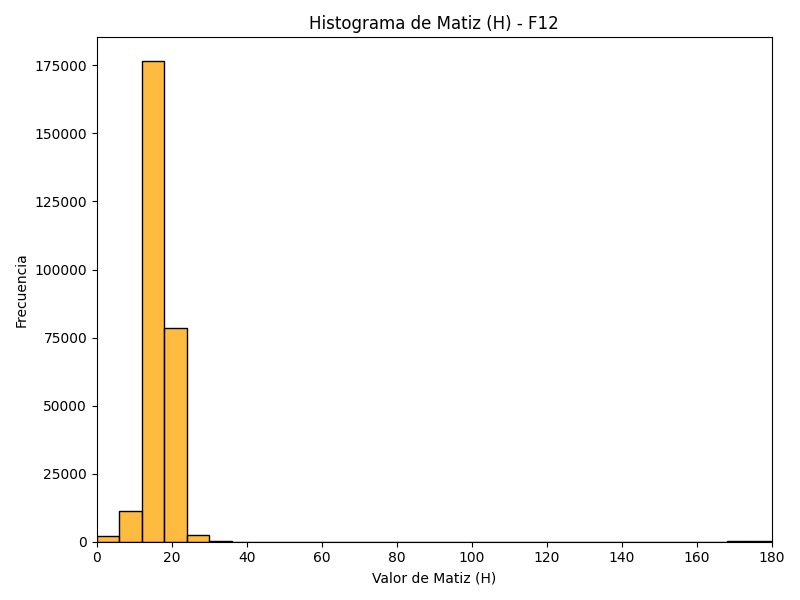 Histograma de Matiz (H) - F12
Frecuencia
175000
150000
125000
100000
75000
50000
25000
0
0 20 40 60 80 100 120 140 160 180
Valor de Matiz (H)